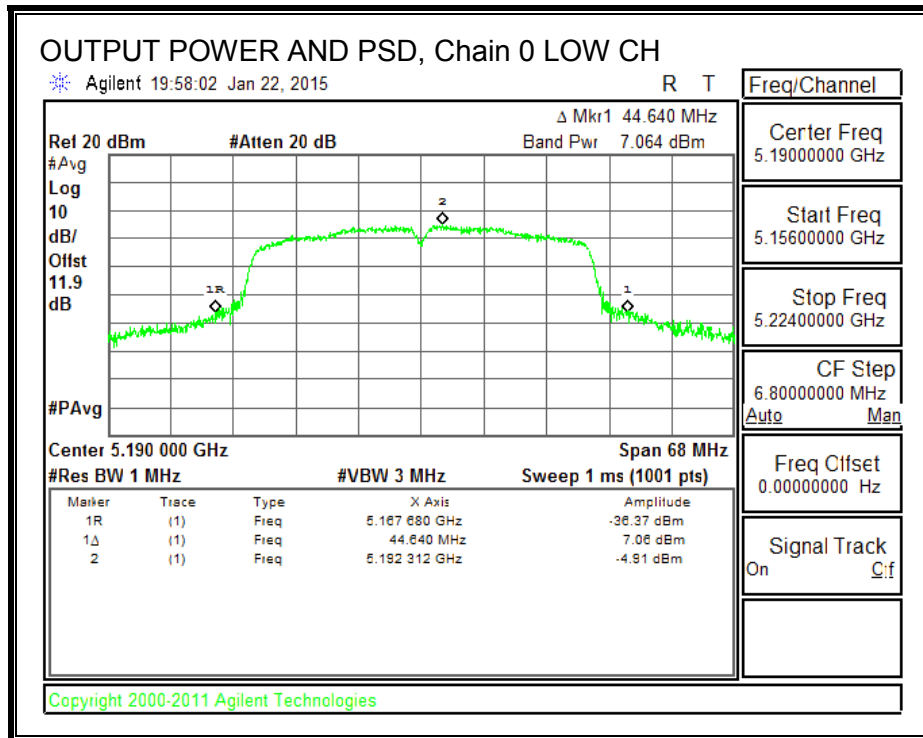 OUTPUT POWER AND PSD, Chain 0 LOW CH
Agilent 19:58:02 Jan 22, 2015 R T
Freq/Channel
Δ Mkr1 44.640 MHz
Ref 20 dBm #Atten 20 dB Band Pwr 7.064 dBm
#Avg
Log
10
dB/
Offst
11.9
dB
#PAvg
2
1R
1
Center 5.190 000 GHz Span 68 MHz
#Res BW 1 MHz #VBW 3 MHz Sweep 1 ms (1001 pts)
Marker Trace Type X Axis Amplitude
1R (1) Freq 5.167 680 GHz -36.37 dBm
1Δ (1) Freq 44.640 MHz 7.06 dBm
2 (1) Freq 5.192 312 GHz -4.91 dBm
Center Freq
5.19000000 GHz
Start Freq
5.15600000 GHz
Stop Freq
5.22400000 GHz
CF Step
6.80000000 MHz
Auto Man
Freq Offset
0.00000000 Hz
Signal Track
On Off
Copyright 2000-2011 Agilent Technologies